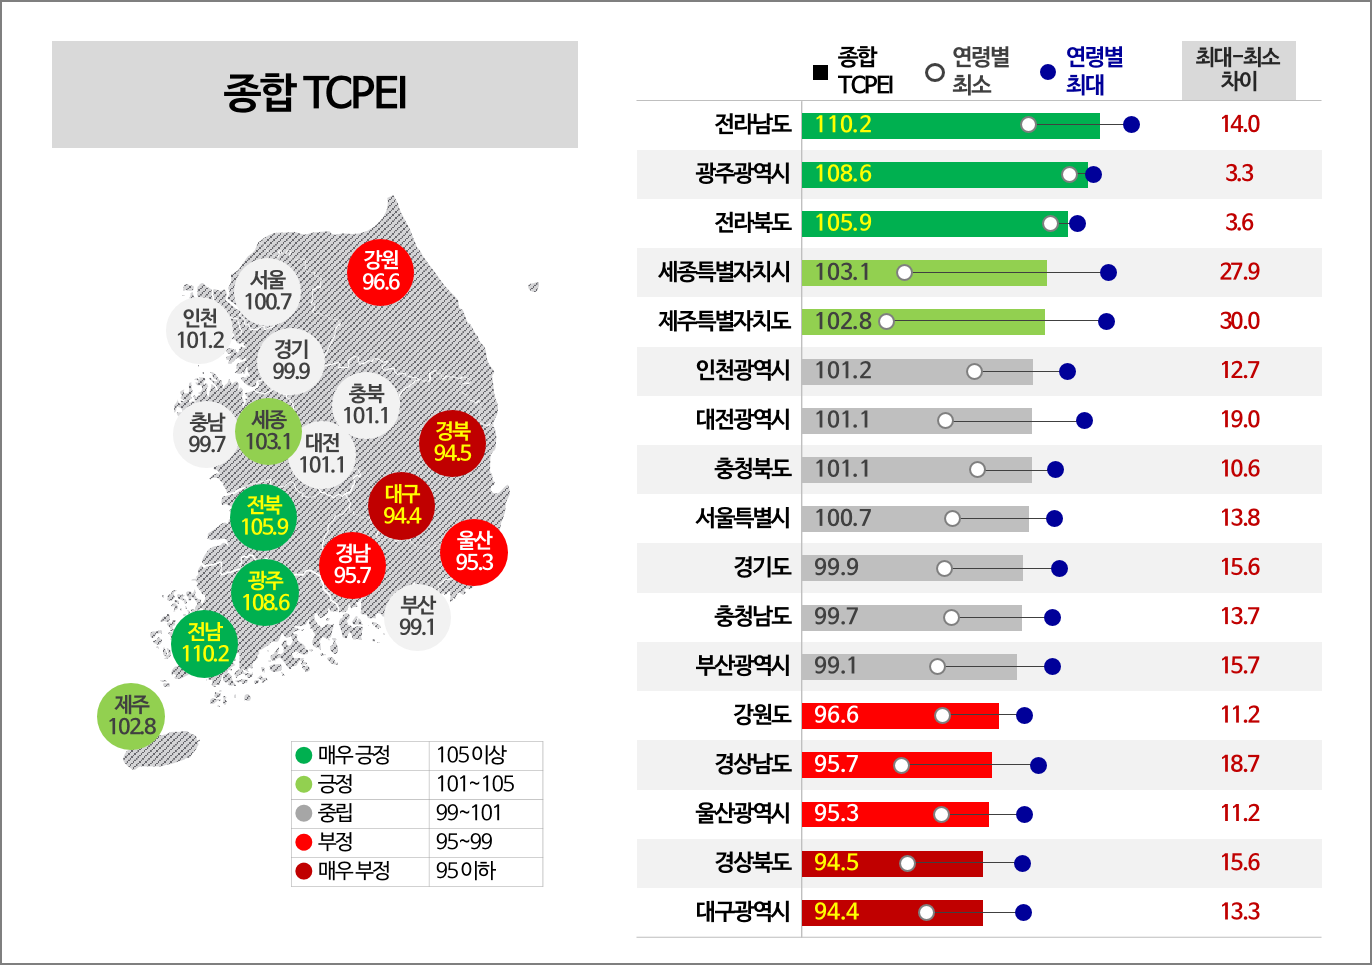 종합 TCPEI
강원
96.6
서울
100.7
인천
101.2
경기
99.9
충북
101.1
충남
99.7
세종
103.1
대전
101.1
경북
94.5
전북
105.9
대구
94.4
울산
95.3
경남
95.7
광주
108.6
부산
99.1
전남
110.2
제주
102.8
매우 긍정 105 이상
긍정 101~105
중립 99~101
부정 95~99
매우 부정 95 이하
종합
TCPEI
연령별
최소
연령별
최대
최대-최소
차이
전라남도 110.2 14.0
광주광역시 108.6 3.3
전라북도 105.9 3.6
세종특별자치시 103.1 27.9
제주특별자치도 102.8 30.0
인천광역시 101.2 12.7
대전광역시 101.1 19.0
충청북도 101.1 10.6
서울특별시 100.7 13.8
경기도 99.9 15.6
충청남도 99.7 13.7
부산광역시 99.1 15.7
강원도 96.6 11.2
경상남도 95.7 18.7
울산광역시 95.3 11.2
경상북도 94.5 15.6
대구광역시 94.4 13.3